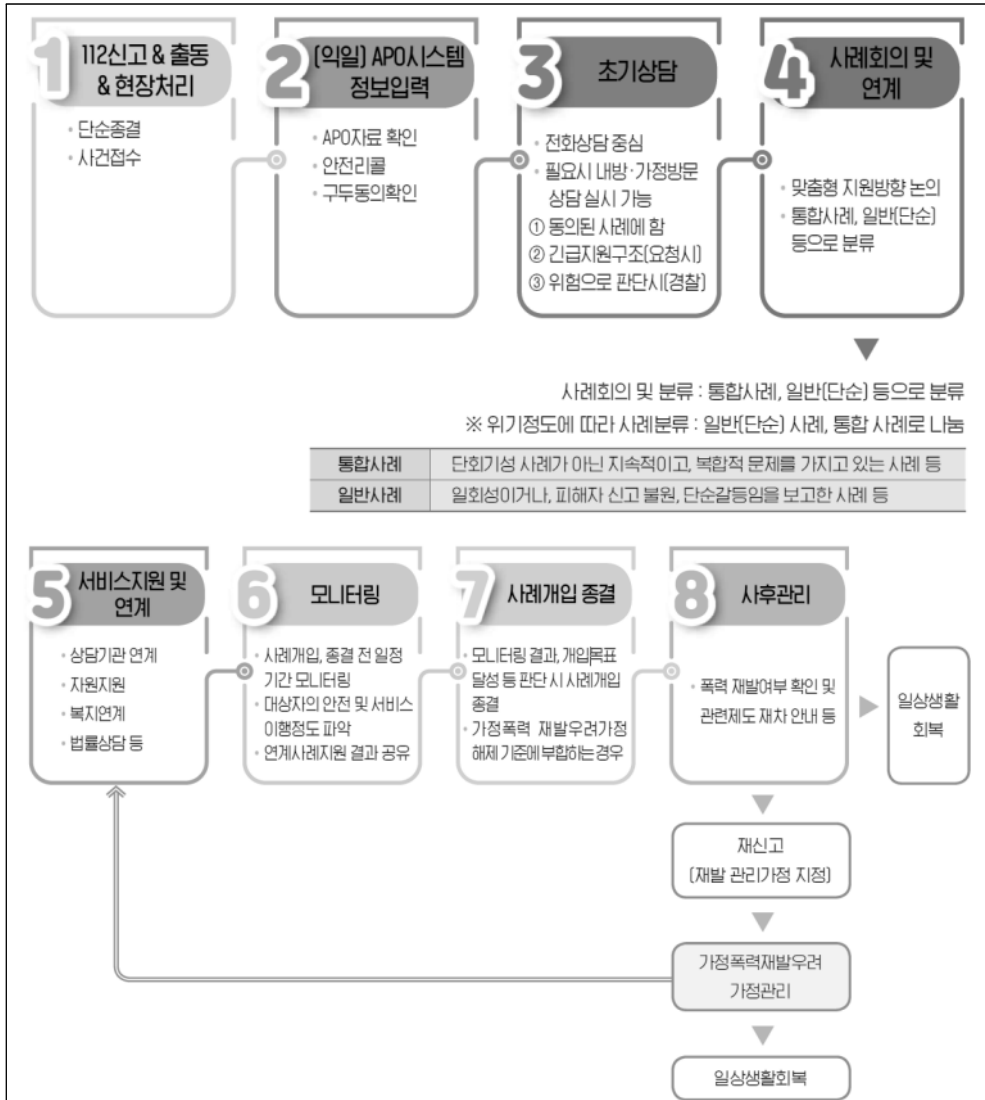 1
112신고 & 출동
& 현장처리
• 단순종결
• 사건접수
2
(익일) APO시스템
정보입력
• APO자료 확인
• 안전리콜
• 구두동의확인
3
초기상담
• 전화상담 중심
• 필요시 내방·가정방문
상담 실시 가능
① 동의된 사례에 함
② 긴급지원구조(요청시)
③ 위험으로 판단시(경찰)
4
사례회의 및
연계
• 맞춤형 지원방향 논의
• 통합사례, 일반(단순)
등으로 분류
사례회의 및 분류 : 통합사례, 일반(단순) 등으로 분류
※ 위기정도에 따라 사례분류 : 일반(단순) 사례, 통합 사례로 나눔
통합사례 단회기성 사례가 아닌 지속적이고, 복합적 문제를 가지고 있는 사례 등
일반사례 일회성이거나, 피해자 신고 불원, 단순갈등임을 보고한 사례 등
5
서비스지원 및
연계
• 상담기관 연계
• 자원지원
• 복지연계
• 법률상담 등
6
모니터링
• 사례개입, 종결 전 일정
기간 모니터링
• 대상자의 안전 및 서비스
이행정도 파악
• 연계사례지원 결과 공유
7
사례개입 종결
• 모니터링 결과, 개입목표
달성 등 판단 시 사례개입
종결
• 가정폭력 재발우려가정
해제 기준에 부합하는 경우
8
사후관리
• 폭력 재발여부 확인 및
관련제도 재차 안내 등
일상생활
회복
재신고
(재발 관리가정 지정)
가정폭력재발우려
가정관리
일상생활회복